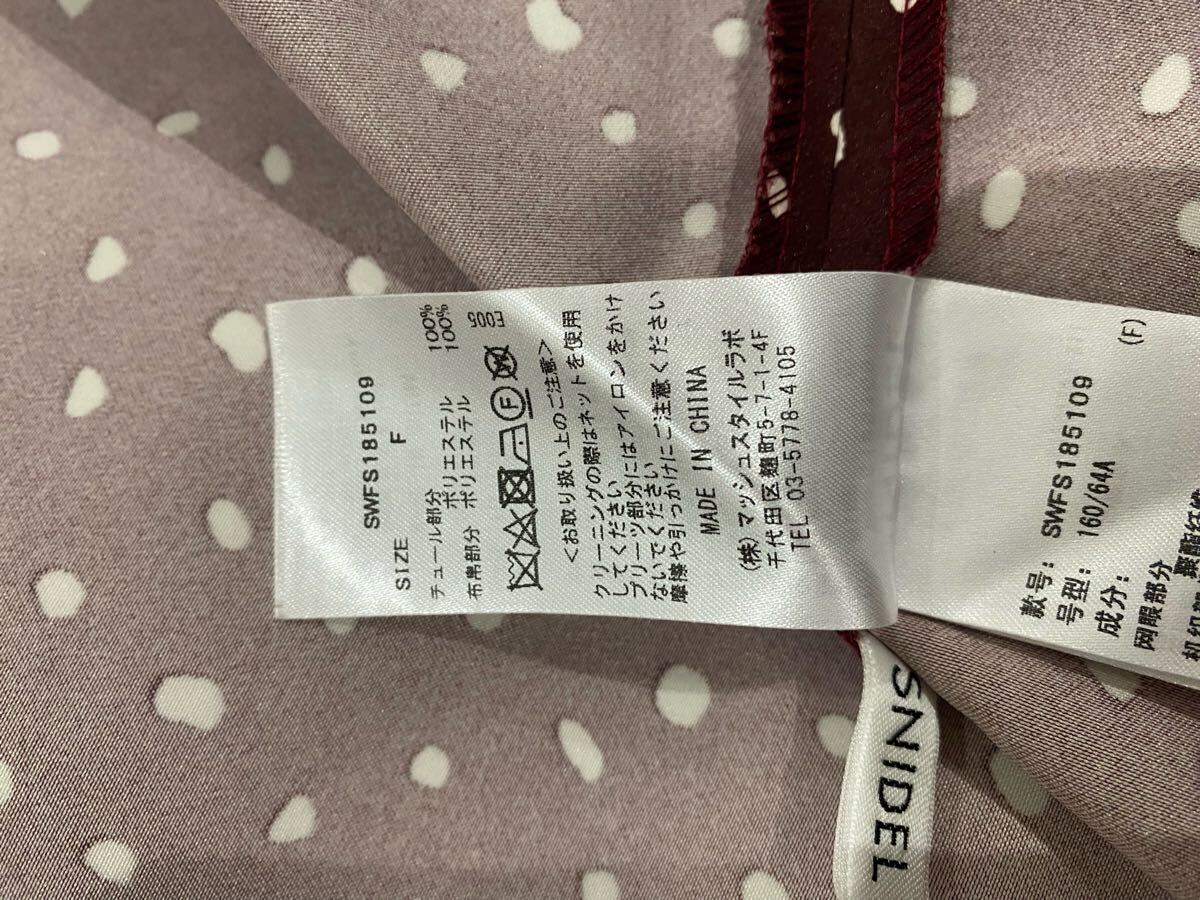 SWFS185109
SIZE F
チュール部分
ポリエステル 100%
布帛部分 ポリエステル 100%
E005
F
W
<お取り扱い上のご注意>
クリーニングの際はネットを使用
してください
プリーツ部分にはアイロンをかけ
ないでください
摩擦や引っかけにご注意ください
MADE IN CHINA
(株)マッシュスタイルラボ
千代田区麹町5-7-1-4F
TEL 03-5778-4105
款号: SWFS185109
号型: 160/64A (F)
成分:
网眼部分
SNIDEL